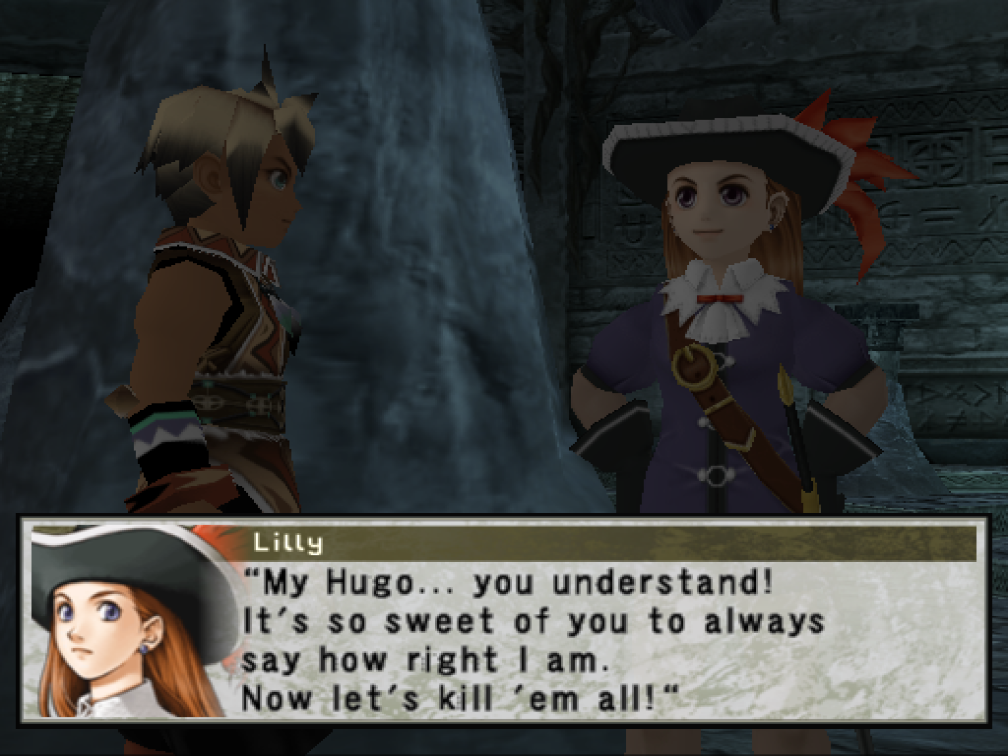 Lilly
“My Hugo... you understand!
It's so sweet of you to always
say how right I am.
Now let's kill 'em all!“